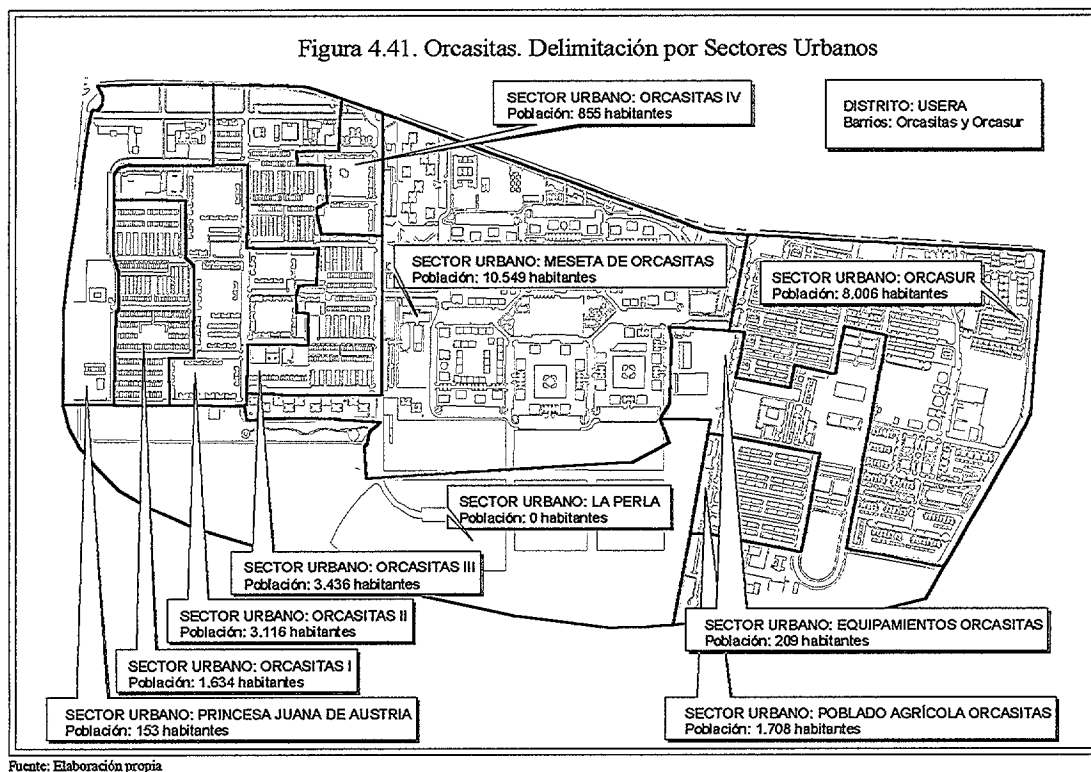 Figura 4.41. Orcasitas. Delimitación por Sectores Urbanos
SECTOR URBANO: ORCASITAS IV
Población: 855 habitantes
DISTRITO: USERA
Barrios: Orcasitas y Orcasur
SECTOR URBANO: MESETA DE ORCASITAS
Población: 10.549 habitantes
SECTOR URBANO: ORCASUR
Población: 8.006 habitantes
SECTOR URBANO: LA PERLA
Población: 0 habitantes
SECTOR URBANO: ORCASITAS III
Población: 3.436 habitantes
SECTOR URBANO: ORCASITAS II
Población: 3.116 habitantes
SECTOR URBANO: EQUIPAMIENTOS ORCASITAS
Población: 209 habitantes
SECTOR URBANO: ORCASITAS I
Población: 1.634 habitantes
SECTOR URBANO: PRINCESA JUANA DE AUSTRIA
Población: 153 habitantes
SECTOR URBANO: POBLADO AGRÍCOLA ORCASITAS
Población: 1.708 habitantes
Fuente: Elaboración propia